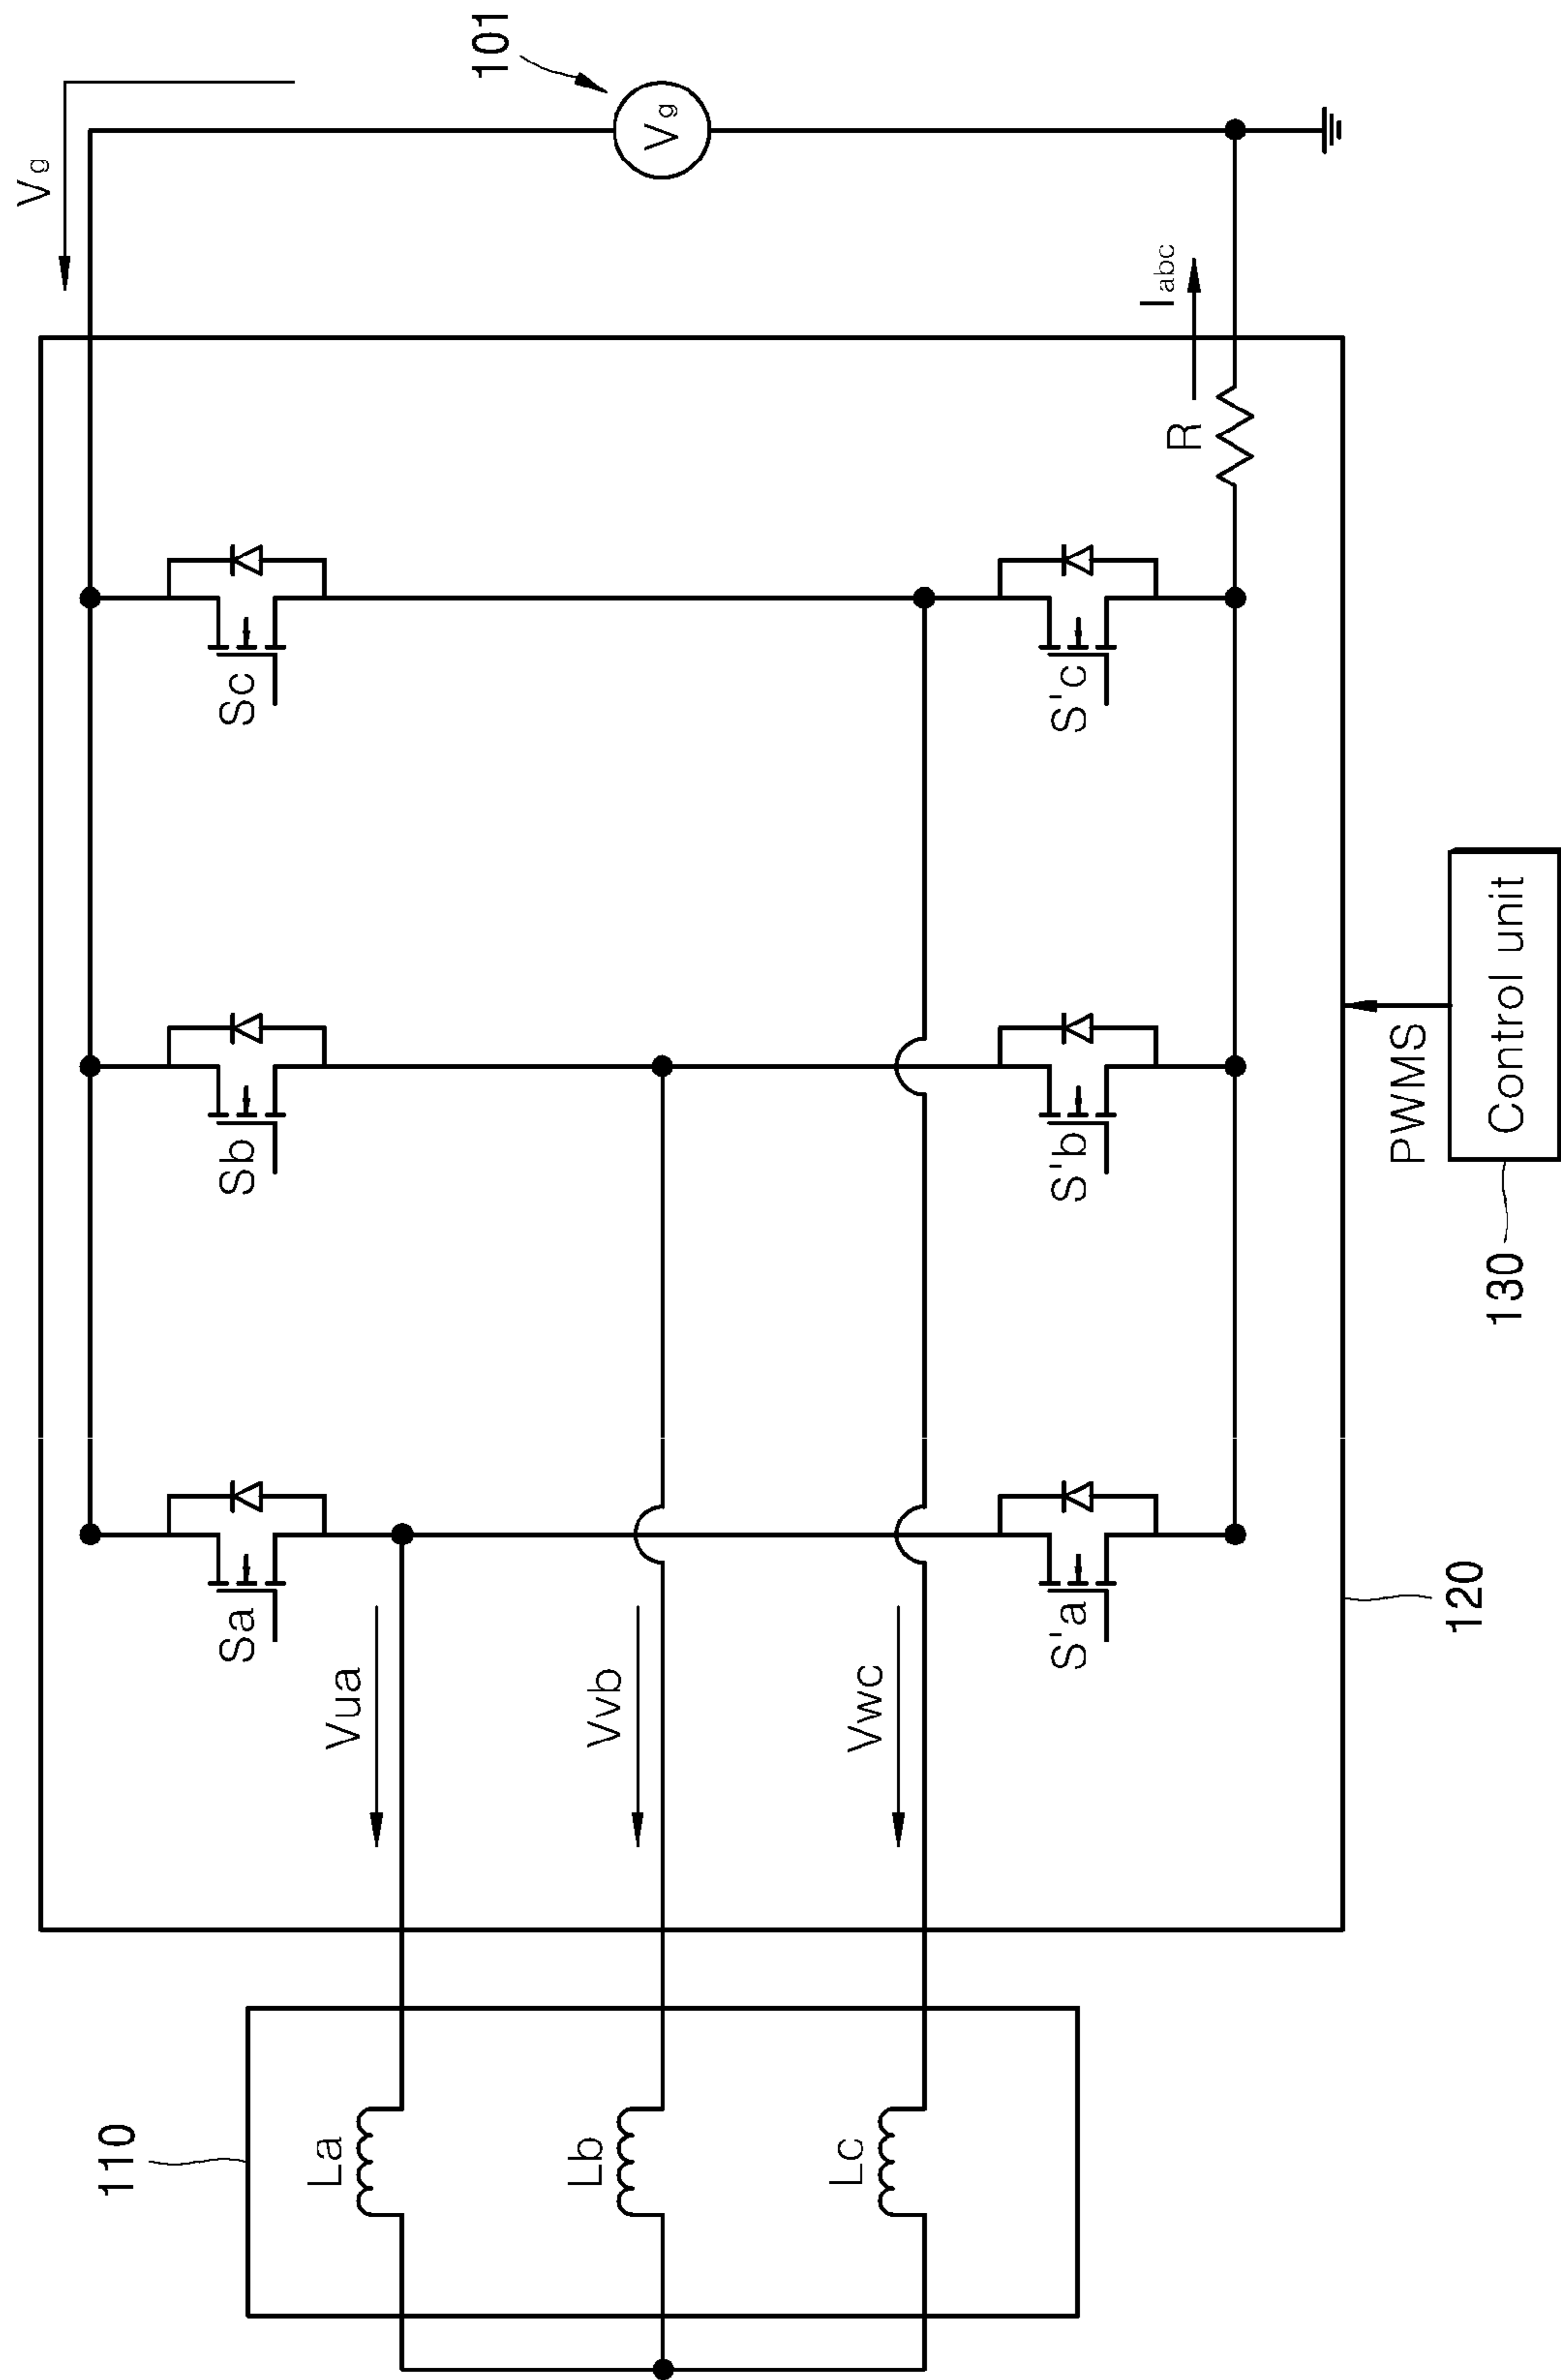 101
Vg
Vg
Iabc
R
Sc
S'c
Sb
S'b
Sa
S'a
PWMS
Control unit
130
120
Vua
Vvb
Vwc
110
La
Lb
Lc